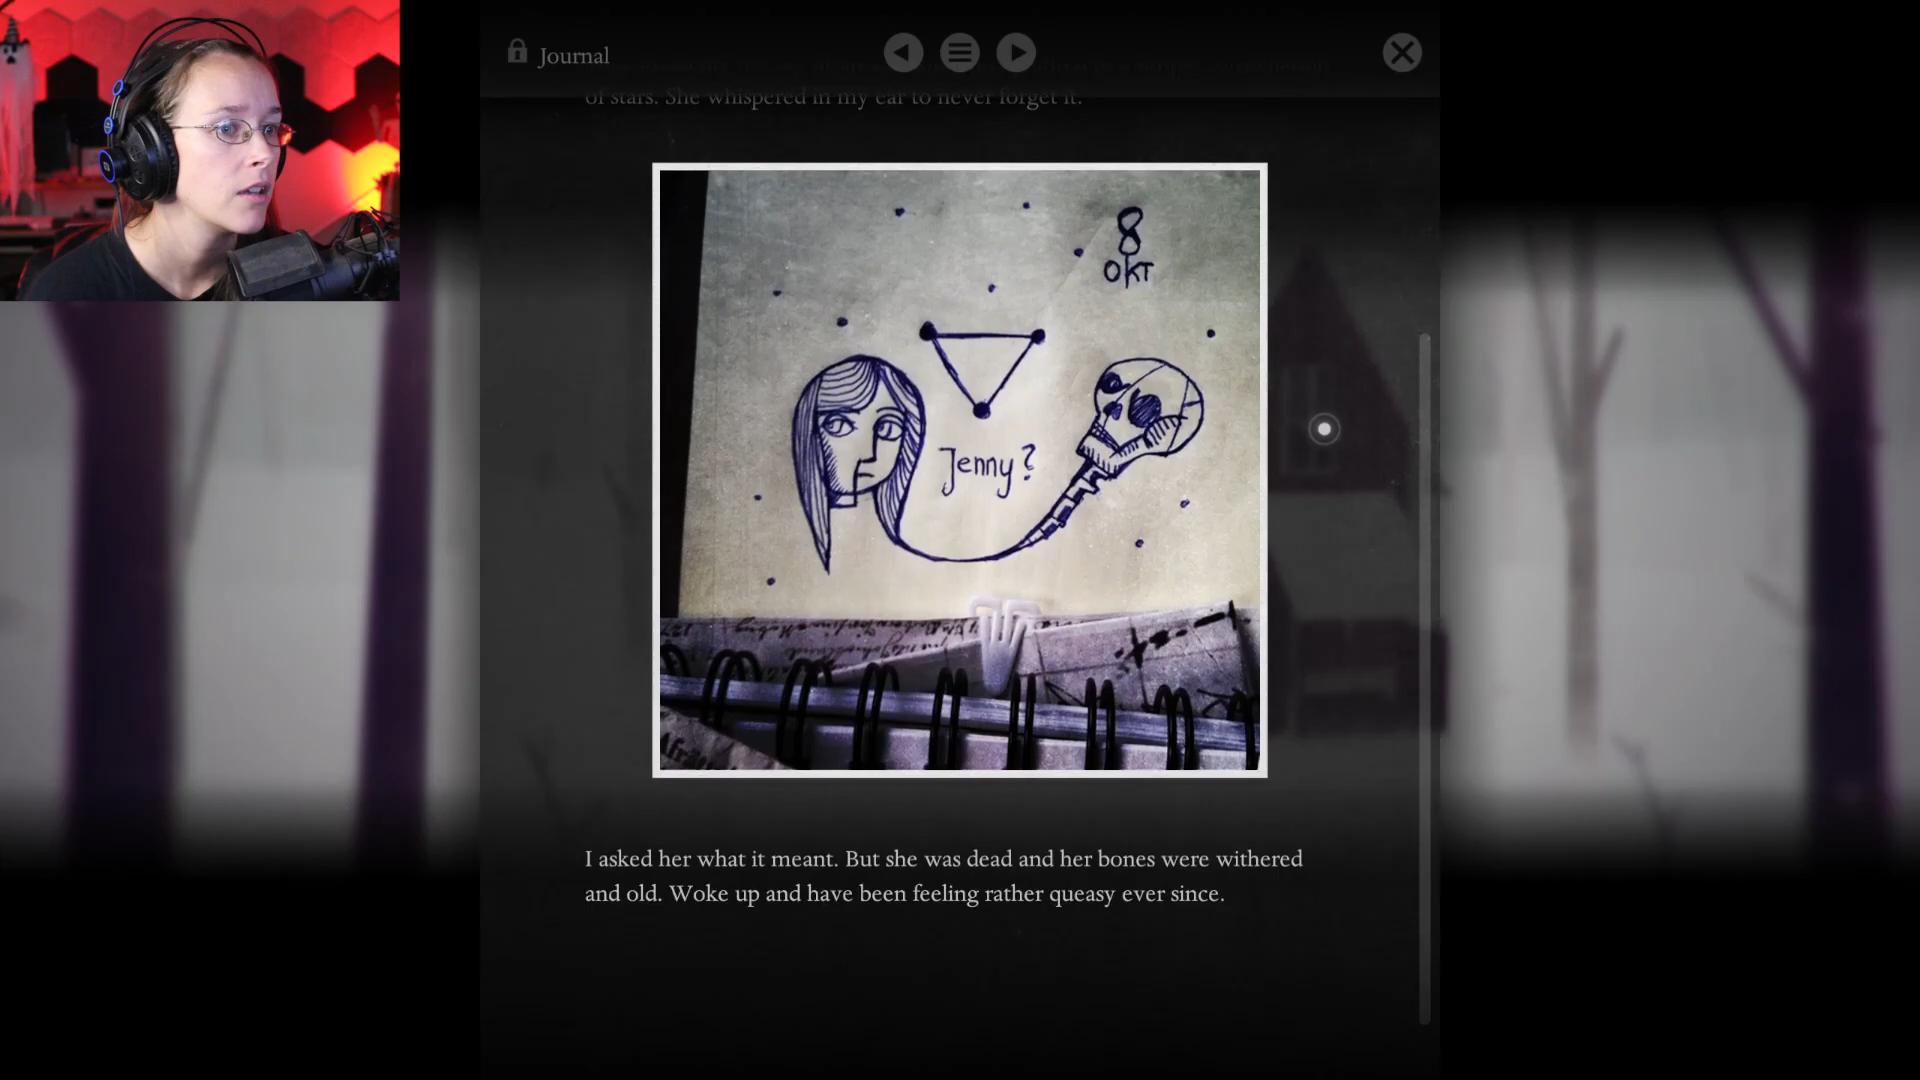 Journal
of stars. She whispered in my ear to never forget it.
8
OKT
Jenny?
I asked her what it meant. But she was dead and her bones were withered
and old. Woke up and have been feeling rather queasy ever since.